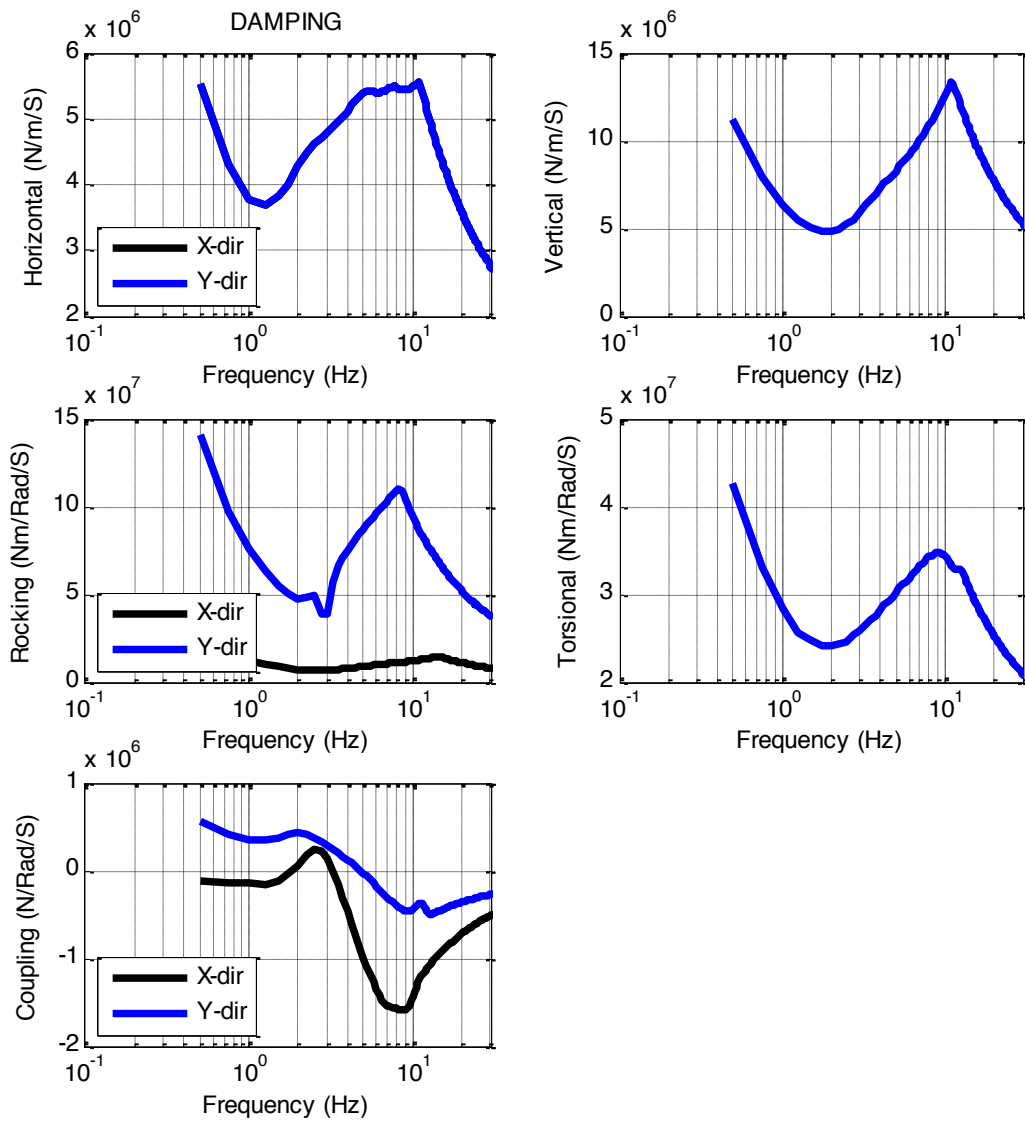 DAMPING
x 10^6
6
5
4
3
2
Horizontal (N/m/S)
X-dir
Y-dir
10^-1
10^0
10^1
Frequency (Hz)
x 10^6
15
10
5
0
Vertical (N/m/S)
10^-1
10^0
10^1
Frequency (Hz)
x 10^7
15
10
5
0
Rocking (Nm/Rad/S)
X-dir
Y-dir
10^-1
10^0
10^1
Frequency (Hz)
x 10^7
5
4
3
2
Torsional (Nm/Rad/S)
10^-1
10^0
10^1
Frequency (Hz)
x 10^6
1
0
-1
-2
Coupling (N/Rad/S)
X-dir
Y-dir
10^-1
10^0
10^1
Frequency (Hz)